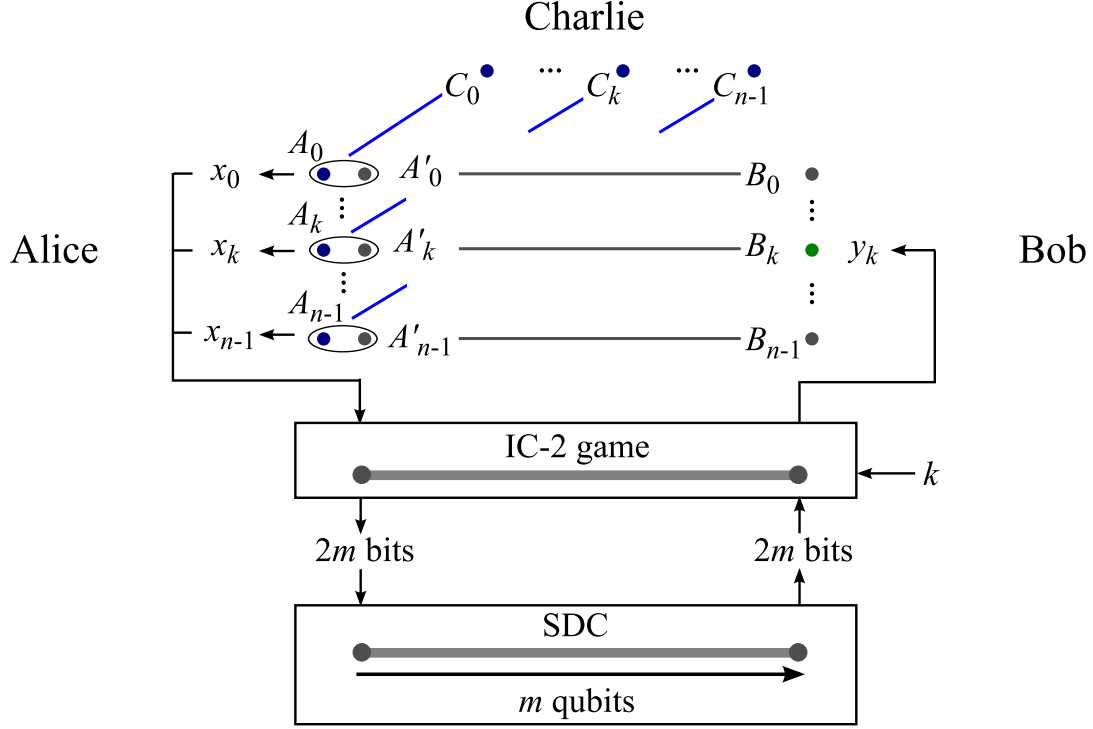 Charlie
C₀ ... Cₖ ... Cₙ₋₁
A₀
x₀ A′₀ B₀
Aₖ
Alice xₖ A′ₖ Bₖ yₖ Bob
Aₙ₋₁
xₙ₋₁ A′ₙ₋₁ Bₙ₋₁
IC-2 game
k
2m bits 2m bits
SDC
m qubits